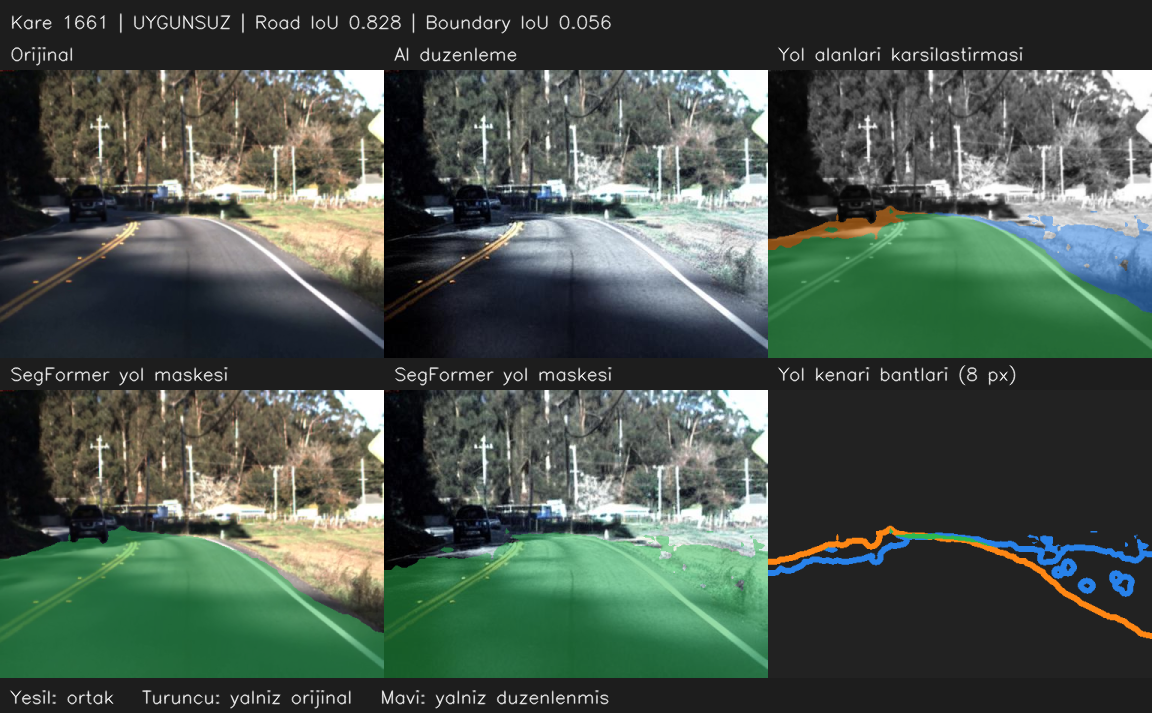 Kare 1661 | UYGUNSUZ | Road IoU 0.828 | Boundary IoU 0.056
Orijinal
AI duzenleme
Yol alanlari karsilastirmasi
SegFormer yol maskesi
SegFormer yol maskesi
Yol kenari bantlari (8 px)
Yesil: ortak Turuncu: yalniz orijinal Mavi: yalniz duzenlenmis